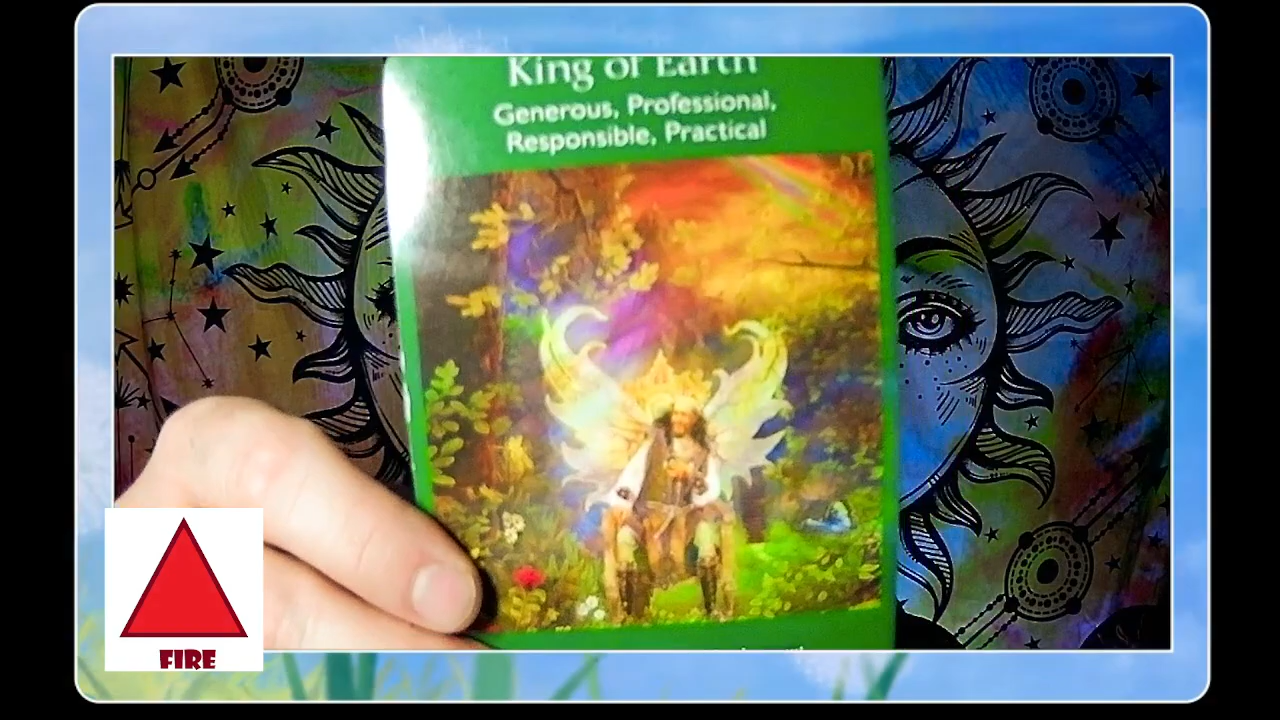 King of Earth
Generous, Professional,
Responsible, Practical
FIRE